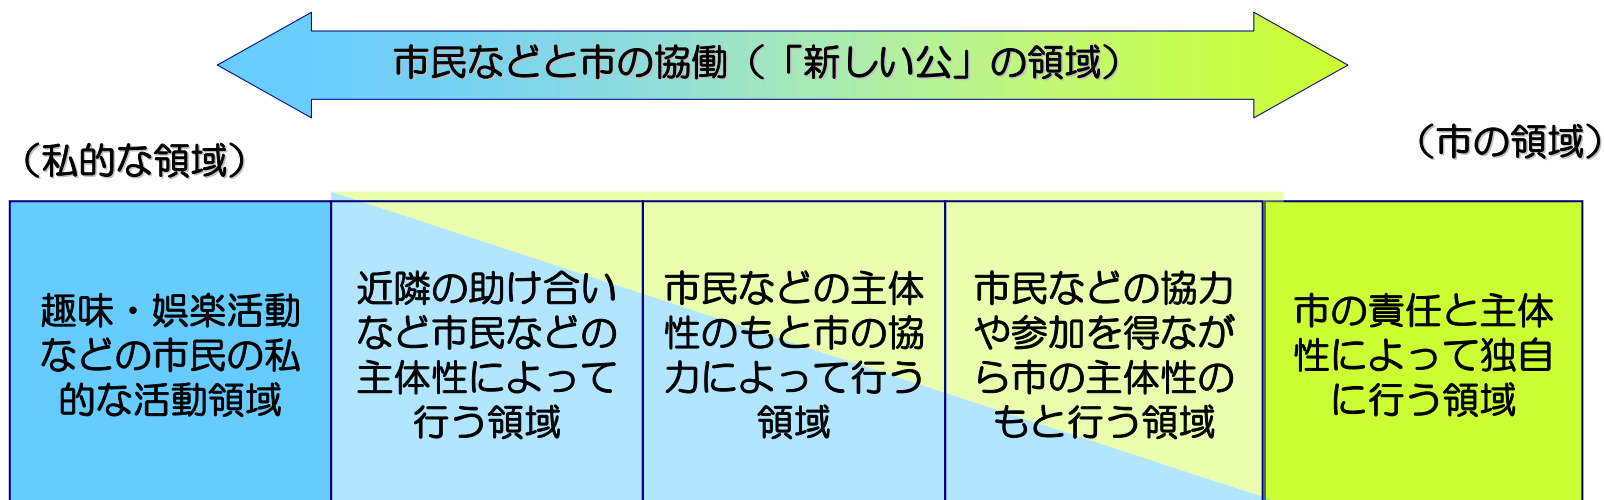 市民などと市の協働（「新しい公」の領域）
（私的な領域）
（市の領域）
趣味・娯楽活動
などの市民の私
的な活動領域
近隣の助け合い
など市民などの
主体性によって
行う領域
市民などの主体
性のもと市の協
力によって行う
領域
市民などの協力
や参加を得なが
ら市の主体性の
もと行う領域
市の責任と主体
性によって独自
に行う領域